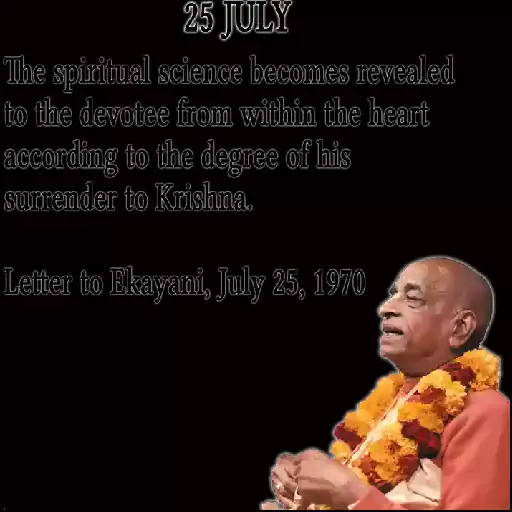 25 JULY
The spiritual science becomes revealed
to the devotee from within the heart
according to the degree of his
surrender to Krishna.
Letter to Ekayani, July 25, 1970